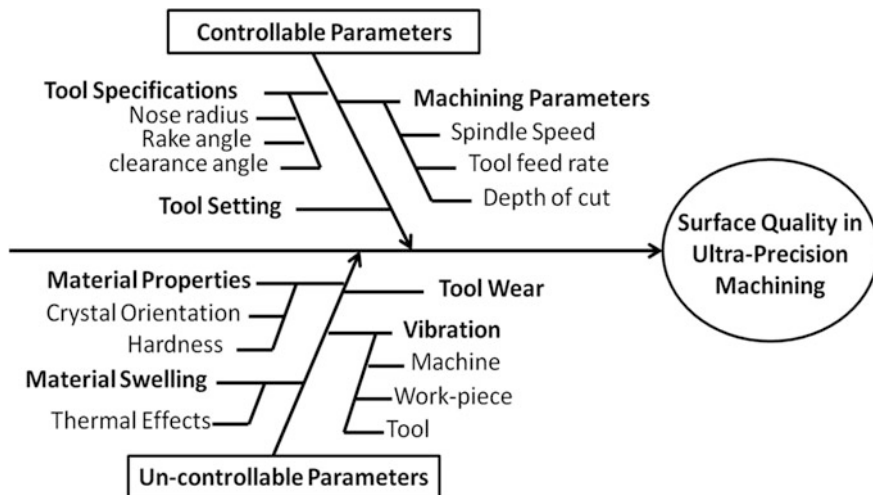 Controllable Parameters
Tool Specifications
Nose radius
Rake angle
clearance angle
Tool Setting
Machining Parameters
Spindle Speed
Tool feed rate
Depth of cut
Surface Quality in
Ultra-Precision
Machining
Material Properties
Crystal Orientation
Hardness
Material Swelling
Thermal Effects
Tool Wear
Vibration
Machine
Work-piece
Tool
Un-controllable Parameters